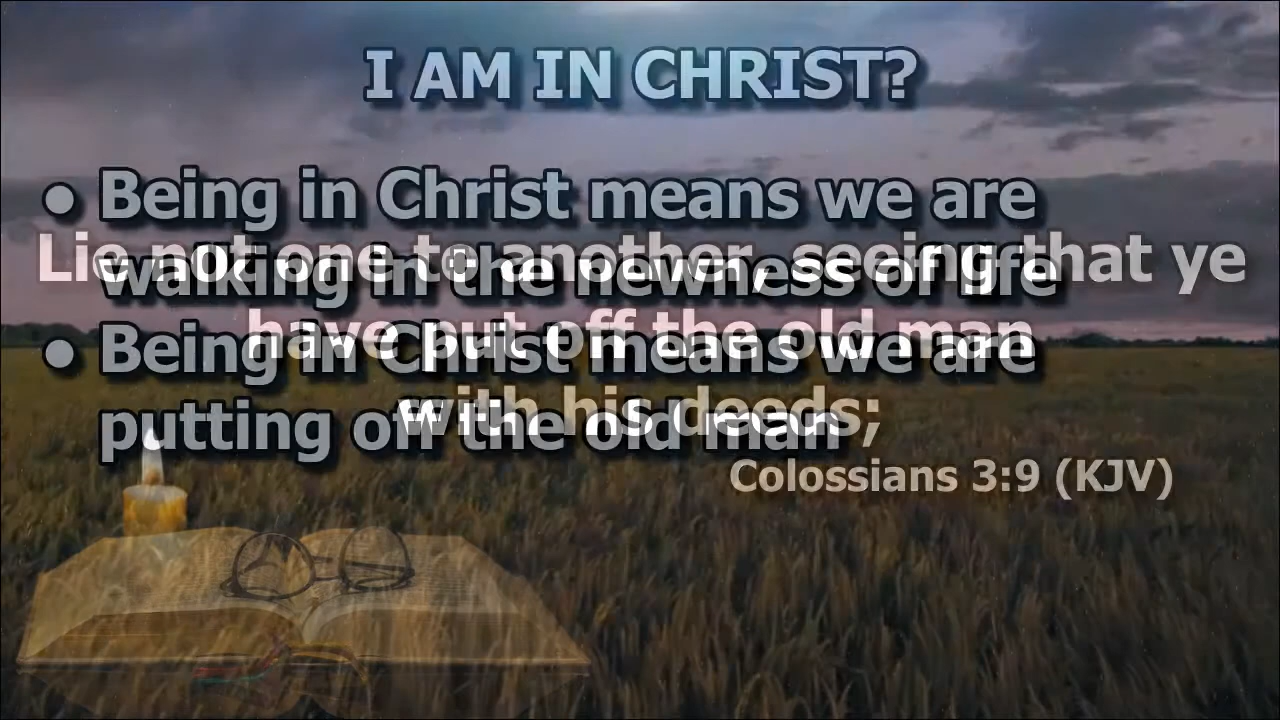 I AM IN CHRIST?
• Being in Christ means we are
walking in the newness of life
• Being in Christ means we are
putting off the old man
Lie not one to another, seeing that ye
have put off the old man
with his deeds;
Colossians 3:9 (KJV)